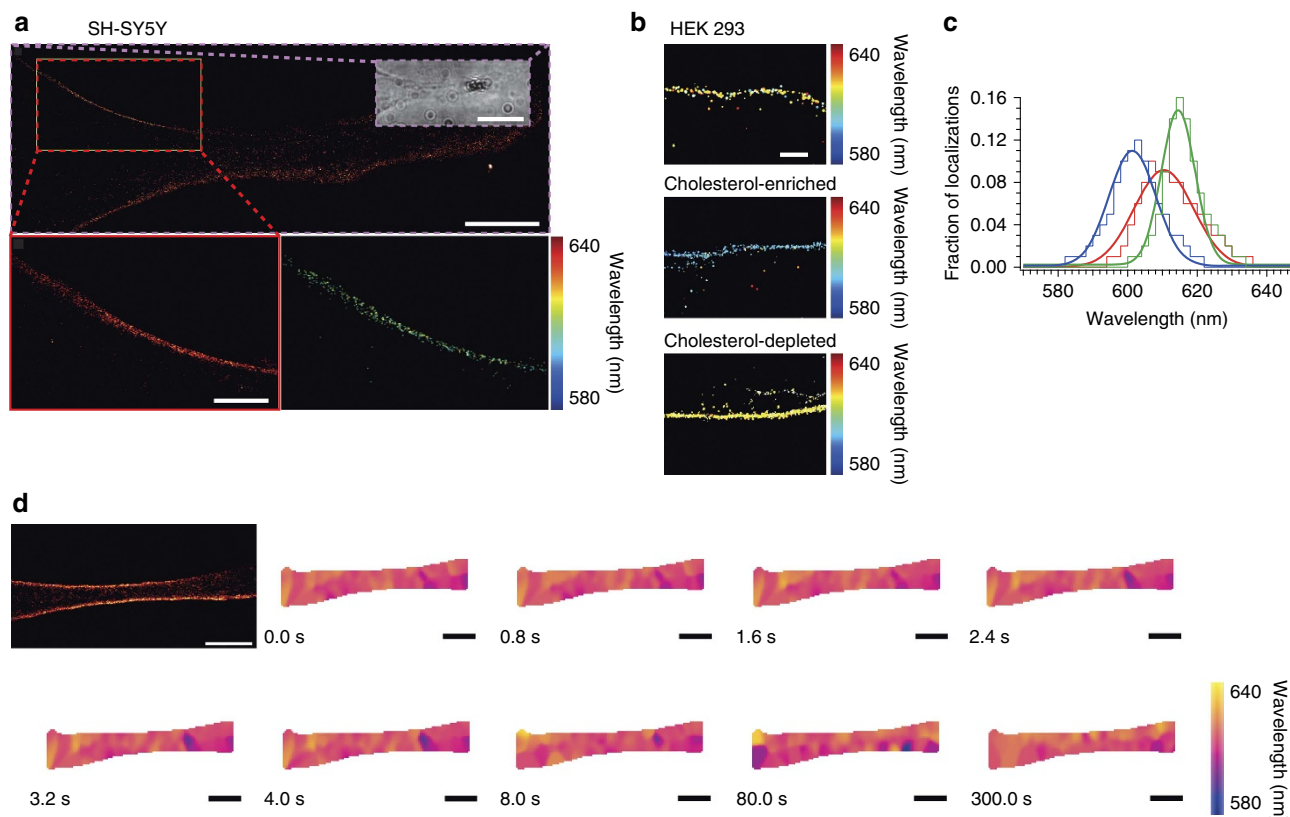 a
SH-SY5Y
640
580
Wavelength (nm)
b
HEK 293
640
580
Wavelength (nm)
Cholesterol-enriched
640
580
Wavelength (nm)
Cholesterol-depleted
640
580
Wavelength (nm)
c
Fraction of localizations
0.16
0.12
0.08
0.04
0.00
580 600 620 640
Wavelength (nm)
d
0.0 s
0.8 s
1.6 s
2.4 s
3.2 s
4.0 s
8.0 s
80.0 s
300.0 s
640
580
Wavelength (nm